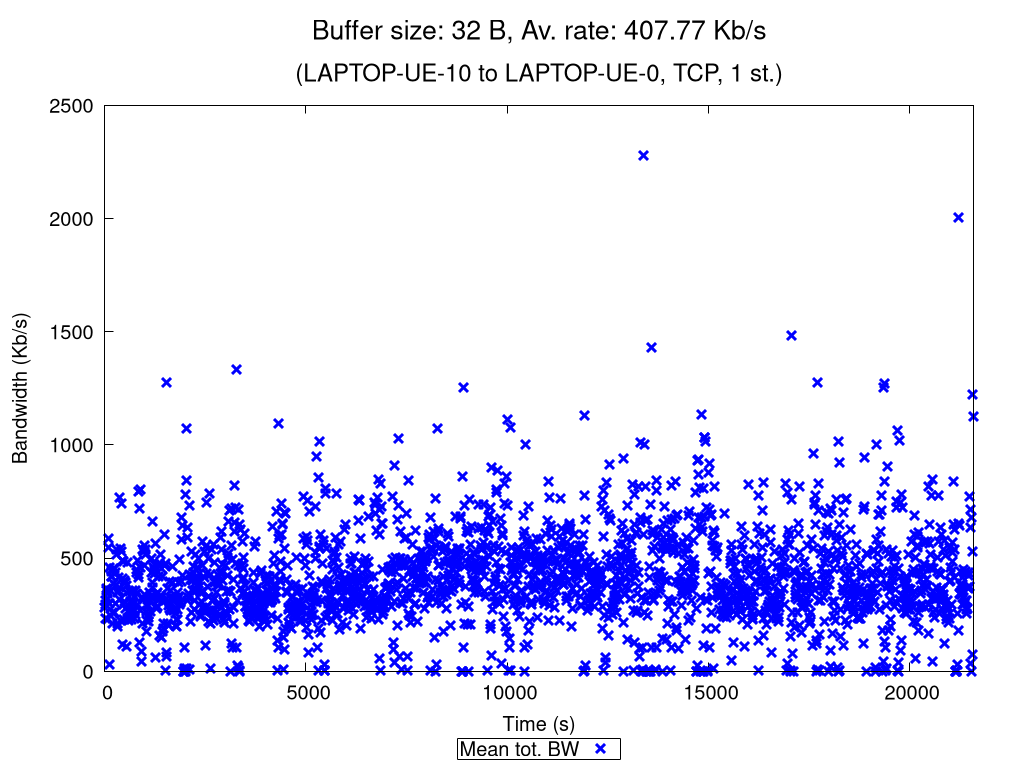 Buffer size: 32 B, Av. rate: 407.77 Kb/s
(LAPTOP-UE-10 to LAPTOP-UE-0, TCP, 1 st.)
2500
2000
1500
1000
500
0
Bandwidth (Kb/s)
0 5000 10000 15000 20000
Time (s)
Mean tot. BW